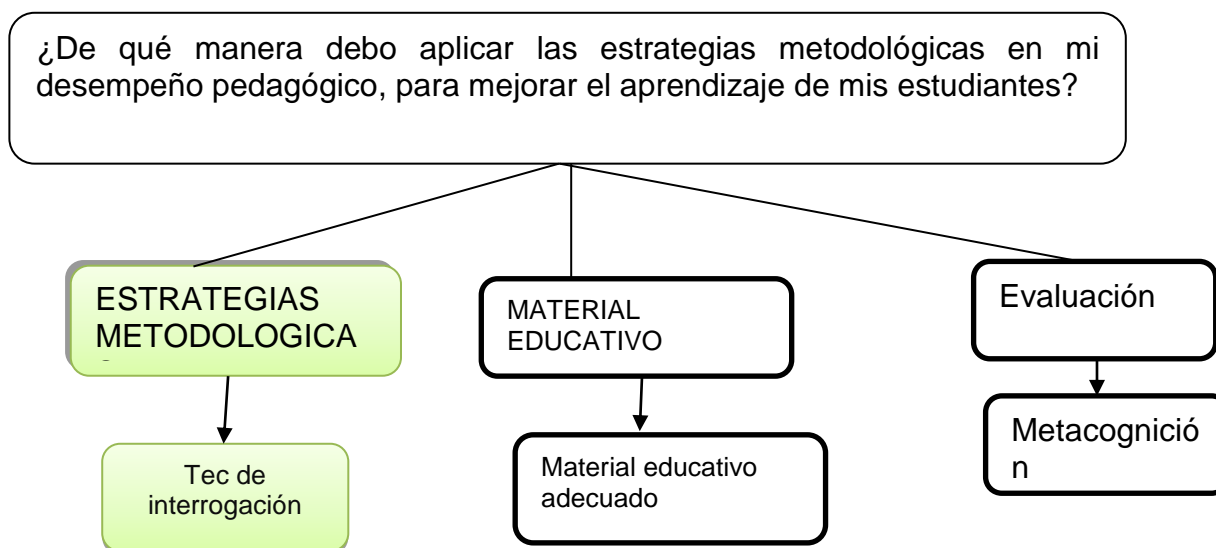 ¿De qué manera debo aplicar las estrategias metodológicas en mi
desempeño pedagógico, para mejorar el aprendizaje de mis estudiantes?
ESTRATEGIAS
METODOLOGICA
MATERIAL
EDUCATIVO
Evaluación
Tec de
interrogación
Material educativo
adecuado
Metacognició
n